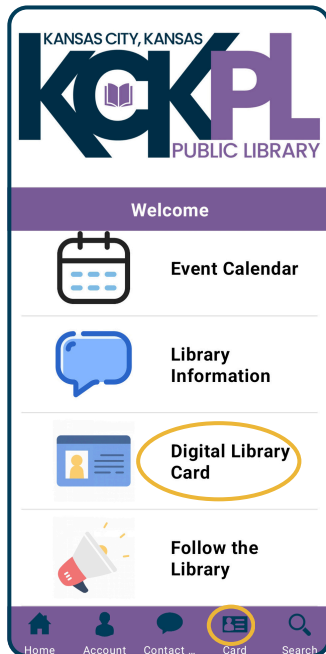 KANSAS CITY, KANSAS
KCKPL
PUBLIC LIBRARY
Welcome
Event Calendar
Library
Information
Digital Library
Card
Follow the
Library
Home Account Contact ... Card Search